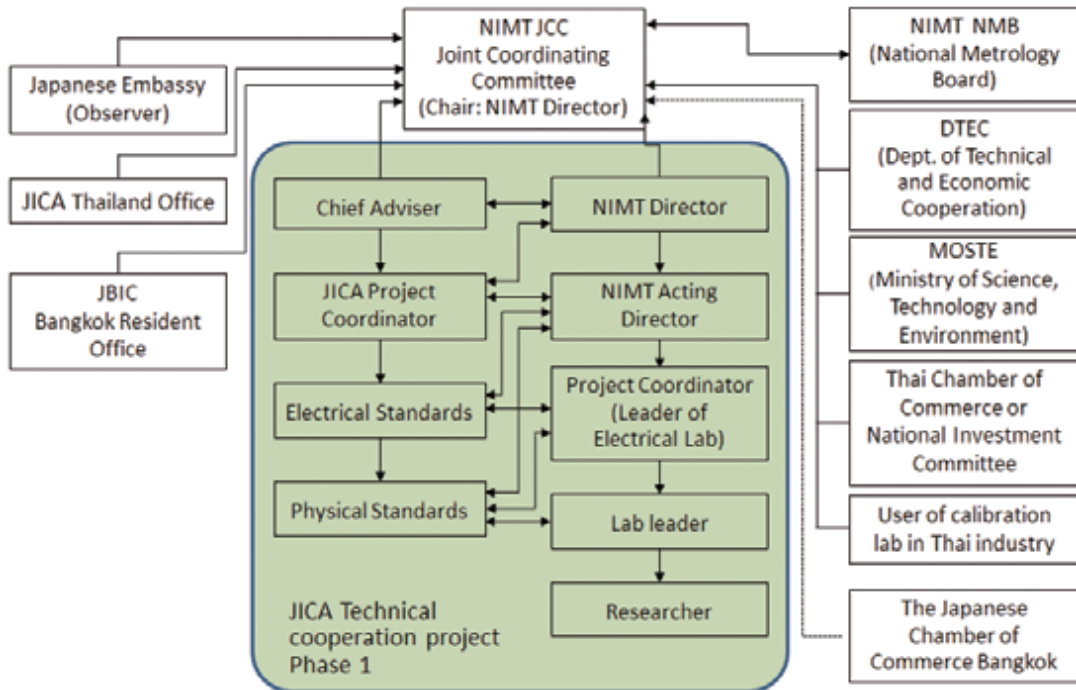 NIMT JCC
Joint Coordinating
Committee
(Chair: NIMT Director)
Japanese Embassy
(Observer)
JICA Thailand Office
JBIC
Bangkok Resident
Office
Chief Adviser
NIMT Director
JICA Project
Coordinator
NIMT Acting
Director
Electrical Standards
Project Coordinator
(Leader of
Electrical Lab)
Physical Standards
Lab leader
Researcher
JICA Technical
cooperation project
Phase 1
NIMT NMB
(National Metrology
Board)
DTEC
(Dept. of Technical
and Economic
Cooperation)
MOSTE
(Ministry of Science,
Technology and
Environment)
Thai Chamber of
Commerce or
National Investment
Committee
User of calibration
lab in Thai industry
The Japanese
Chamber of
Commerce Bangkok